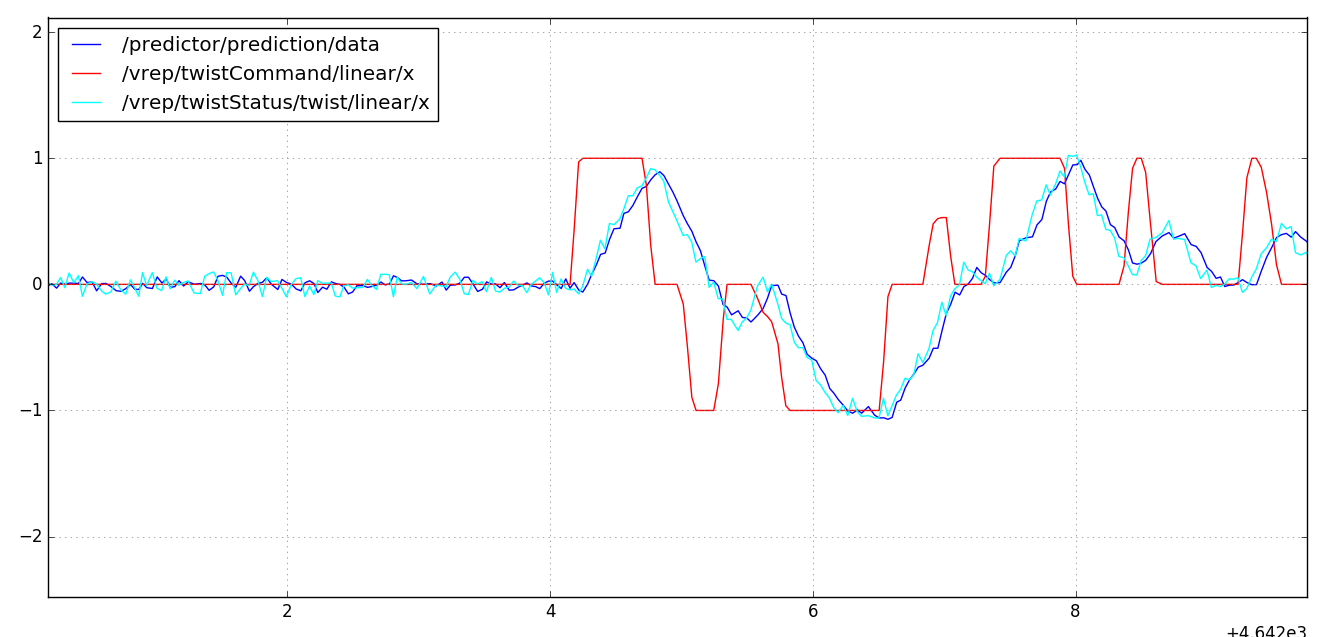 2
/predictor/prediction/data
/vrep/twistCommand/linear/x
/vrep/twistStatus/twist/linear/x
1
0
−1
−2
2 4 6 8
+4.642e3